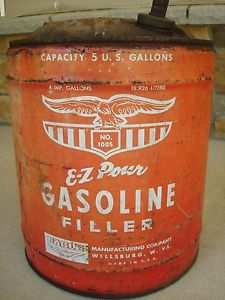 CAPACITY 5 U.S. GALLONS
4 IMP. GALLONS 18.926 LITERS
NO.
1005
E-Z Pour
GASOLINE
FILLER
EAGLE
MANUFACTURING COMPANY
WELLSBURG, W. VA.
MADE IN U.S.A.